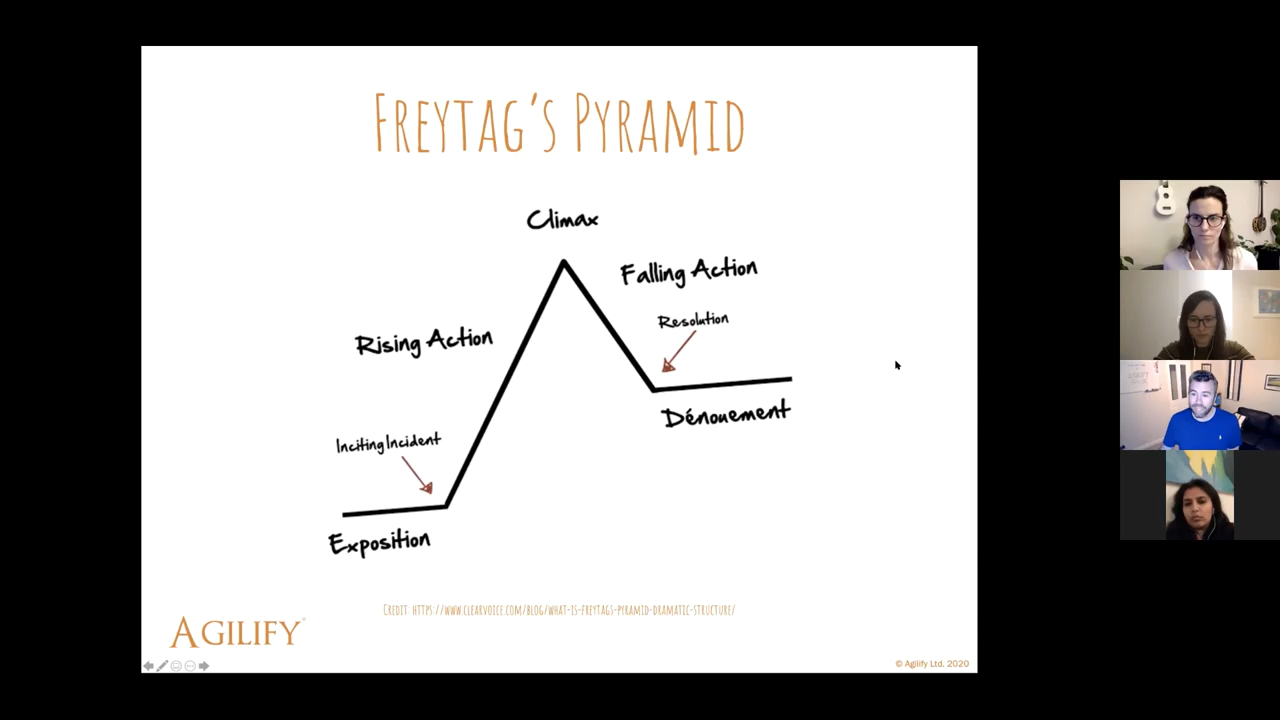 FREYTAG'S PYRAMID
Climax
Falling Action
Resolution
Rising Action
Dénouement
Inciting Incident
Exposition
CREDIT: HTTPS://WWW.CLEARVOICE.COM/BLOG/WHAT-IS-FREYTAGS-PYRAMID-DRAMATIC-STRUCTURE/
AGILIFY®
© Agilify Ltd. 2020